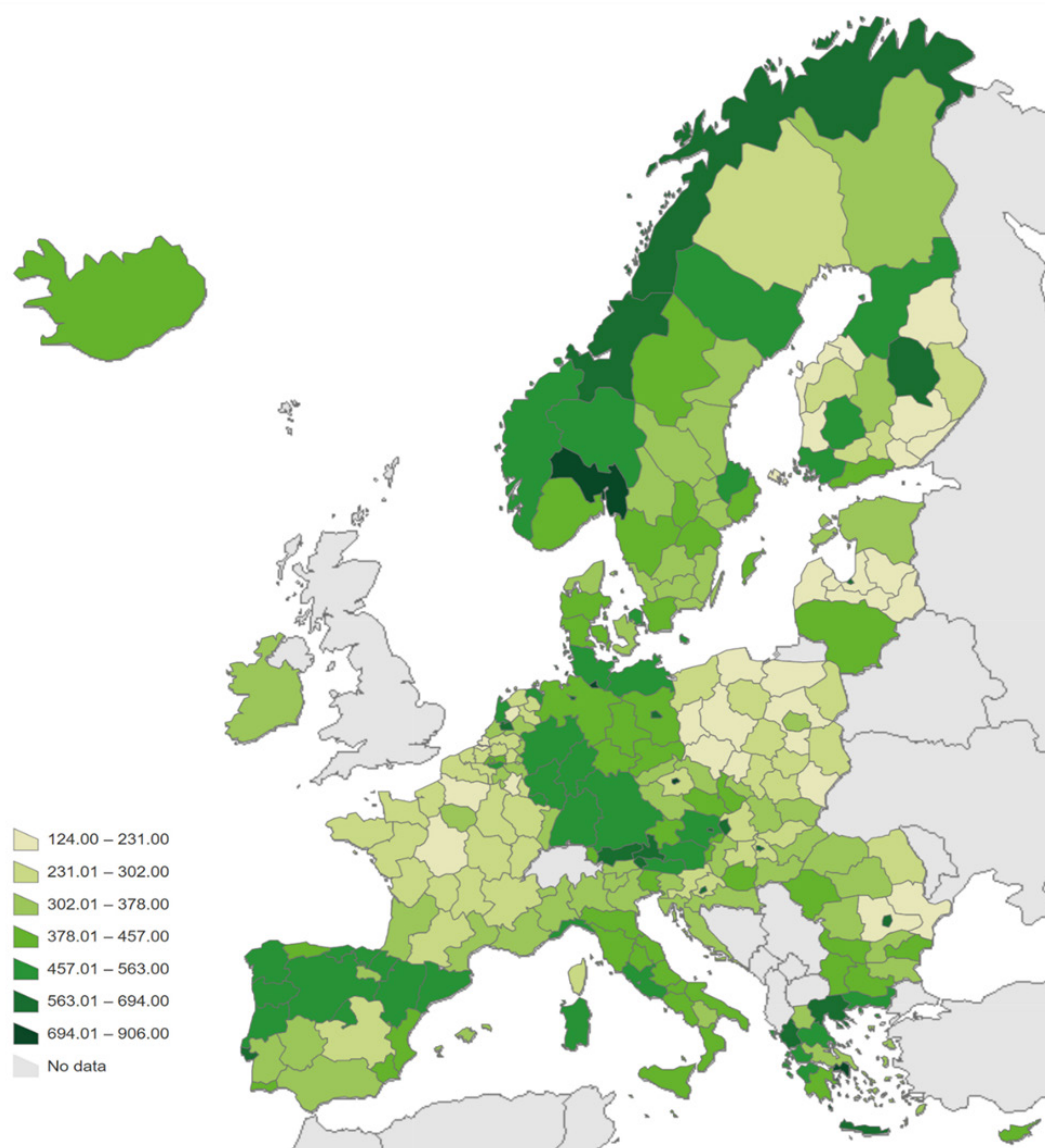 124.00 – 231.00
231.01 – 302.00
302.01 – 378.00
378.01 – 457.00
457.01 – 563.00
563.01 – 694.00
694.01 – 906.00
No data